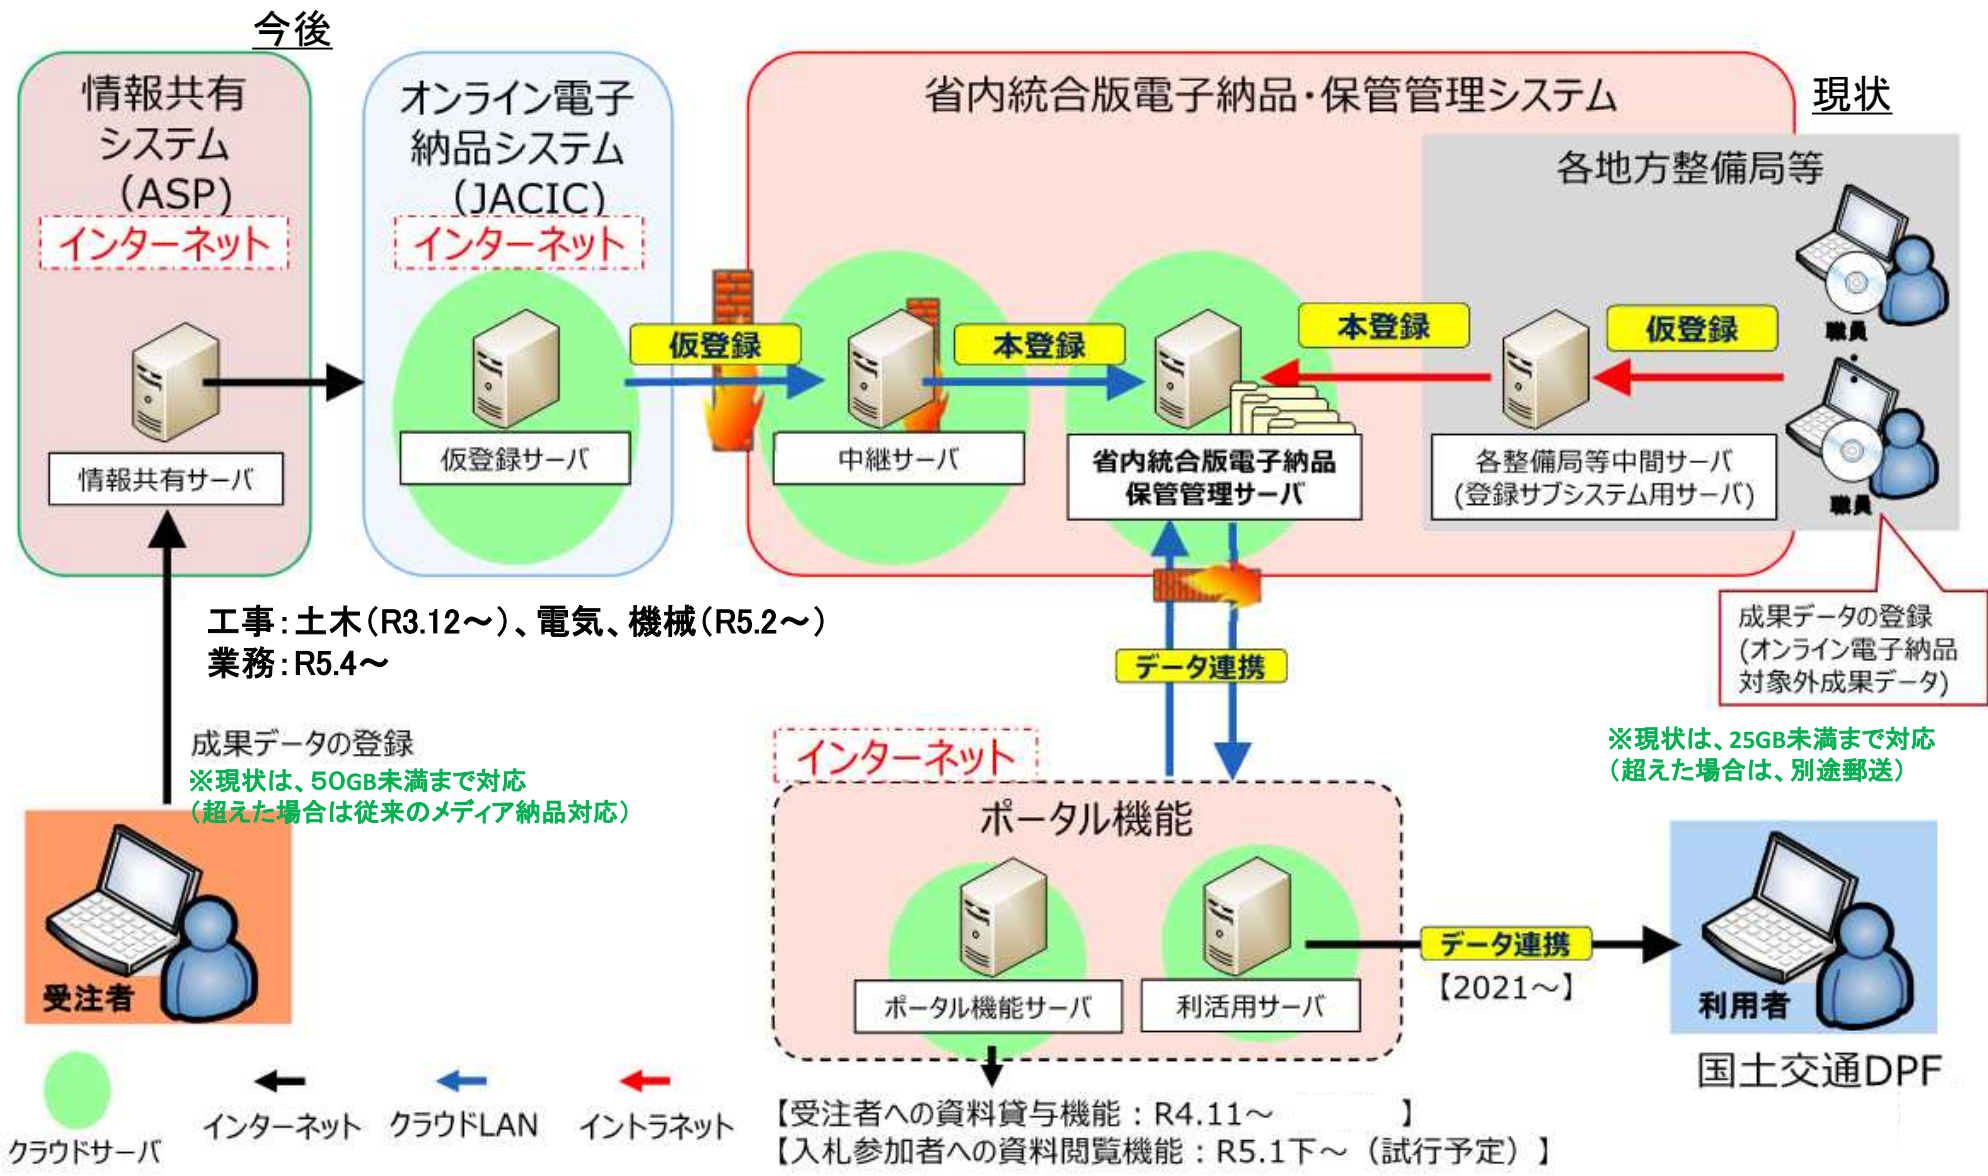 今後
情報共有
システム
（ASP）
インターネット
情報共有サーバ
オンライン電子
納品システム
（JACIC）
インターネット
仮登録サーバ
省内統合版電子納品・保管管理システム
現状
各地方整備局等
仮登録
本登録
本登録
仮登録
職員
職員
中継サーバ
省内統合版電子納品
保管管理サーバ
各整備局等中間サーバ
(登録サブシステム用サーバ)
工事：土木（R3.12～）、電気、機械（R5.2～）
業務：R5.4～
成果データの登録
(オンライン電子納品
対象外成果データ)
データ連携
成果データの登録
※現状は、５０GB未満まで対応
（超えた場合は従来のメディア納品対応）
※現状は、25GB未満まで対応
（超えた場合は、別途郵送）
インターネット
ポータル機能
受注者
ポータル機能サーバ
利活用サーバ
データ連携
【2021～】
利用者
国土交通DPF
クラウドサーバ
インターネット
クラウドLAN
イントラネット
【受注者への資料貸与機能：R4.11～】
【入札参加者への資料閲覧機能：R5.1下～（試行予定）】